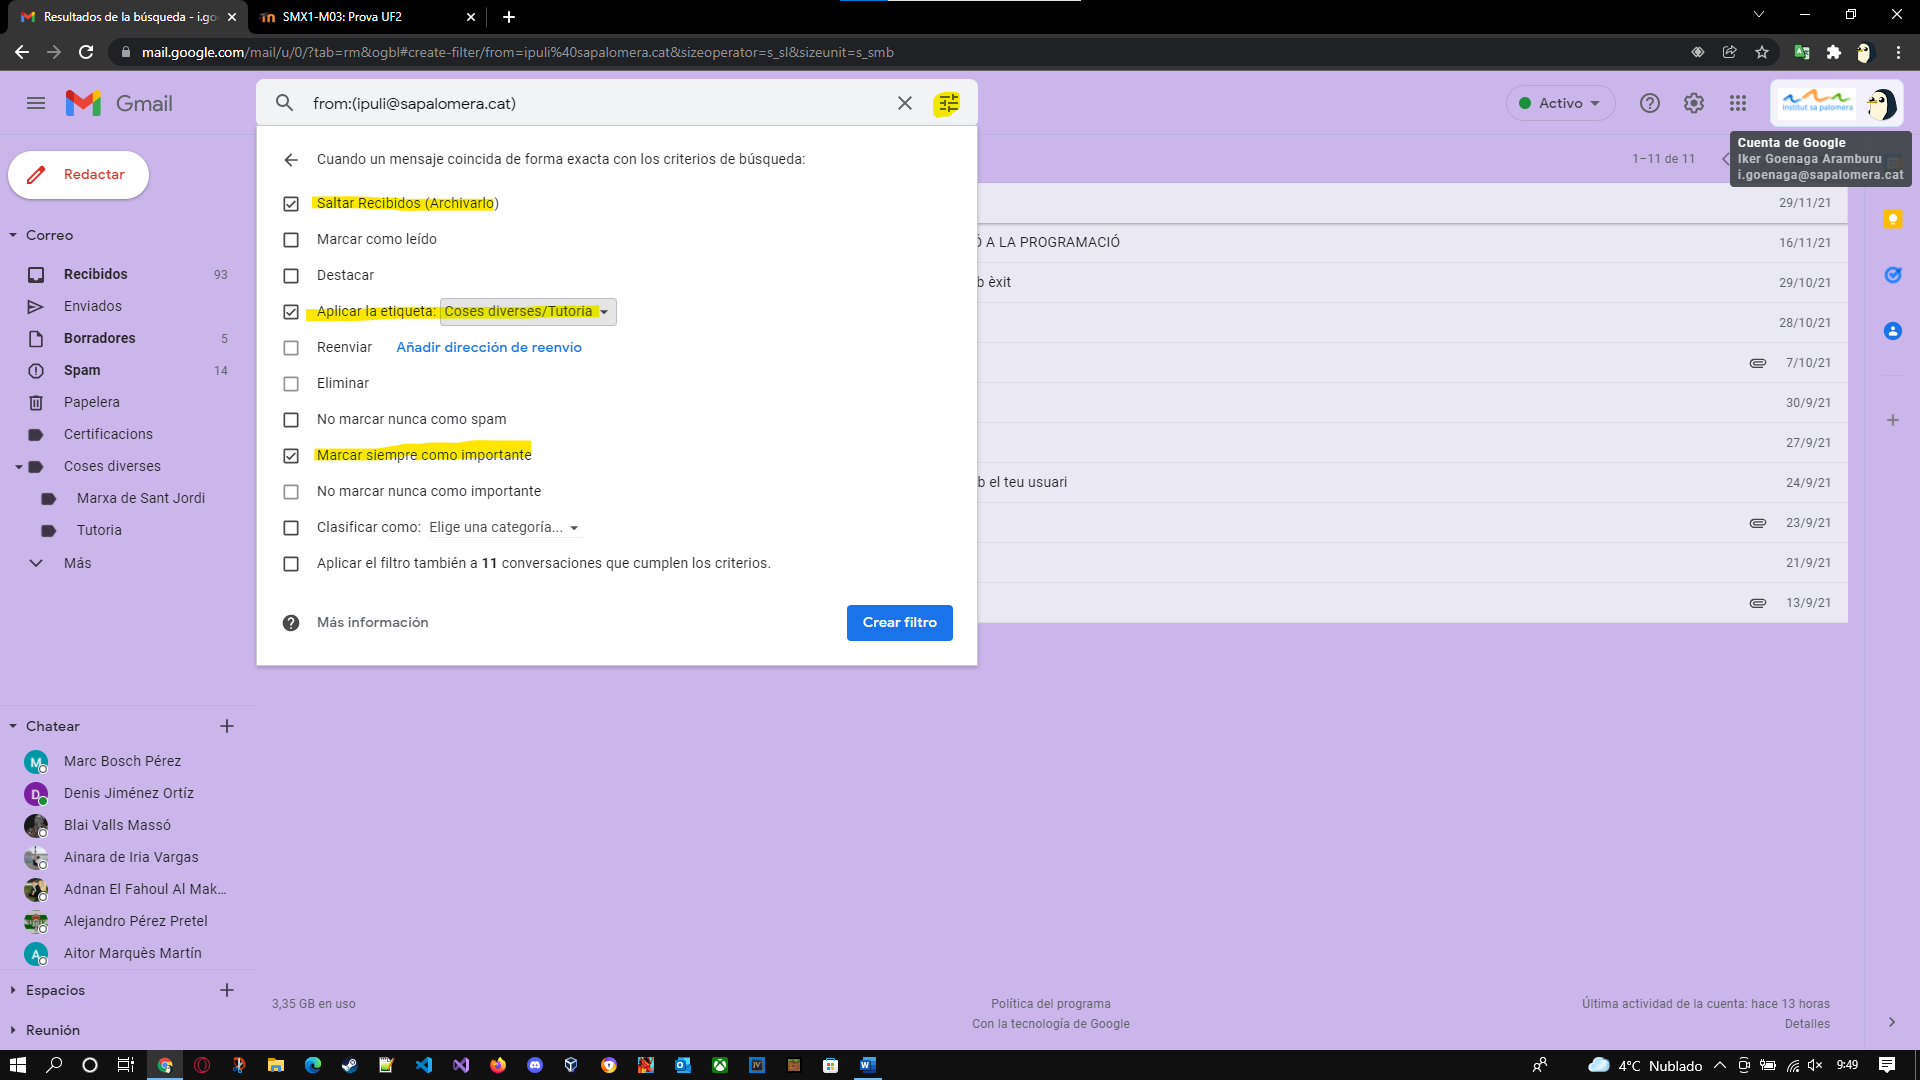 Resultados de la búsqueda - i.go
SMX1-M03: Prova UF2
mail.google.com/mail/u/0/?tab=rm&ogbl#create-filter/from=ipuli%40sapalomera.cat&sizeoperator=s_sl&sizeunit=s_smb
Gmail
from:(ipuli@sapalomera.cat)
Activo
institut sa palomera
Cuenta de Google
Iker Goenaga Aramburu
i.goenaga@sapalomera.cat
Redactar
Correo
Recibidos 93
Enviados
Borradores 5
Spam 14
Papelera
Certificacions
Coses diverses
Marxa de Sant Jordi
Tutoria
Más
Cuando un mensaje coincida de forma exacta con los criterios de búsqueda:
Saltar Recibidos (Archivarlo)
Marcar como leído
Destacar
Aplicar la etiqueta: Coses diverses/Tutoria
Reenviar Añadir dirección de reenvío
Eliminar
No marcar nunca como spam
Marcar siempre como importante
No marcar nunca como importante
Clasificar como: Elige una categoría...
Aplicar el filtro también a 11 conversaciones que cumplen los criterios.
Más información
Crear filtro
1–11 de 11
29/11/21
Ó A LA PROGRAMACIÓ 16/11/21
b èxit 29/10/21
28/10/21
7/10/21
30/9/21
27/9/21
b el teu usuari 24/9/21
23/9/21
21/9/21
13/9/21
Chatear
Marc Bosch Pérez
Denis Jiménez Ortíz
Blai Valls Massó
Ainara de Iria Vargas
Adnan El Fahoul Al Mak...
Alejandro Pérez Pretel
Aitor Marquès Martín
Espacios
Reunión
3,35 GB en uso
Política del programa
Con la tecnología de Google
Última actividad de la cuenta: hace 13 horas
Detalles
4°C Nublado
9:49